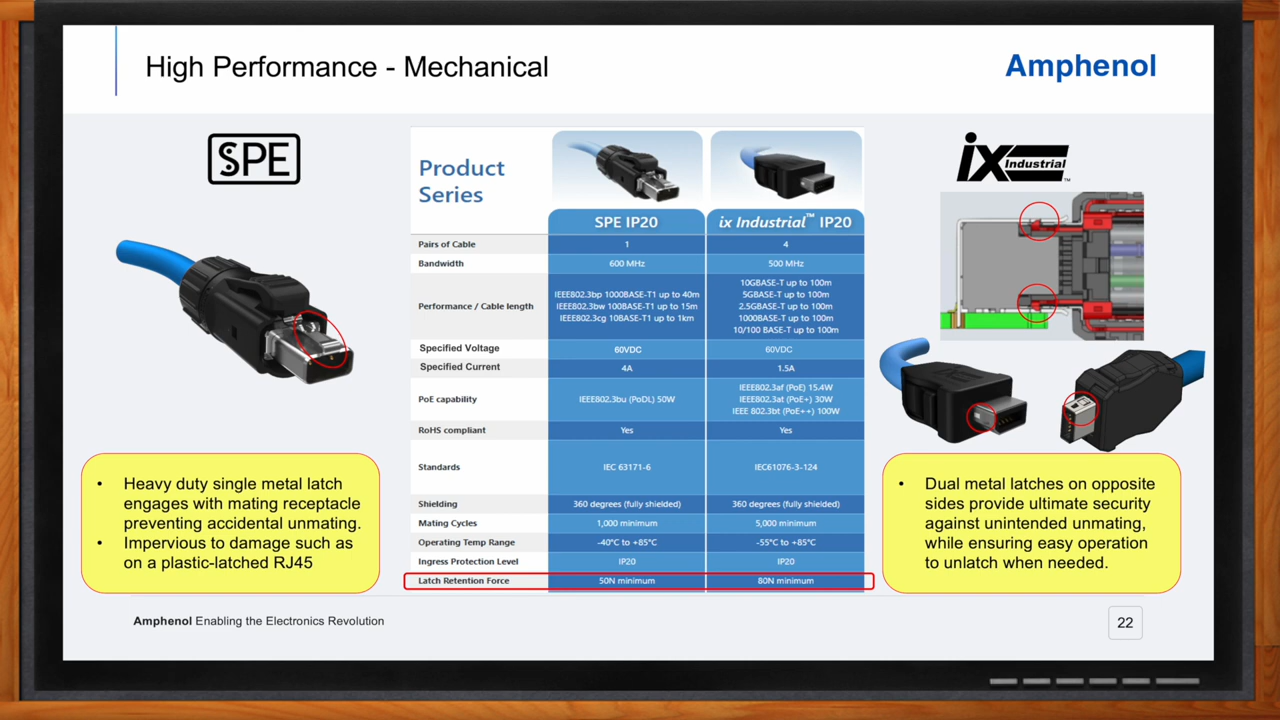 High Performance - Mechanical
Amphenol
SPE
Product
Series
SPE IP20
ix Industrial™ IP20
Pairs of Cable 1 4
Bandwidth 600 MHz 500 MHz
Performance / Cable length
IEEE802.3bp 1000BASE-T1 up to 40m
IEEE802.3bw 100BASE-T1 up to 15m
IEEE802.3cg 10BASE-T1 up to 1km
10GBASE-T up to 100m
5GBASE-T up to 100m
2.5GBASE-T up to 100m
1000BASE-T up to 100m
10/100 BASE-T up to 100m
Specified Voltage 60VDC 60VDC
Specified Current 4A 1.5A
PoE capability
IEEE802.3bu (PoDL) 50W
IEEE802.3af (PoE) 15.4W
IEEE802.3at (PoE+) 30W
IEEE 802.3bt (PoE++) 100W
RoHS compliant Yes Yes
Standards IEC 63171-6 IEC61076-3-124
Shielding 360 degrees (fully shielded) 360 degrees (fully shielded)
Mating Cycles 1,000 minimum 5,000 minimum
Operating Temp Range -40°C to +85°C -55°C to +85°C
Ingress Protection Level IP20 IP20
Latch Retention Force 50N minimum 80N minimum
ix Industrial™
• Heavy duty single metal latch
engages with mating receptacle
preventing accidental unmating.
• Impervious to damage such as
on a plastic-latched RJ45
• Dual metal latches on opposite
sides provide ultimate security
against unintended unmating,
while ensuring easy operation
to unlatch when needed.
Amphenol Enabling the Electronics Revolution
22